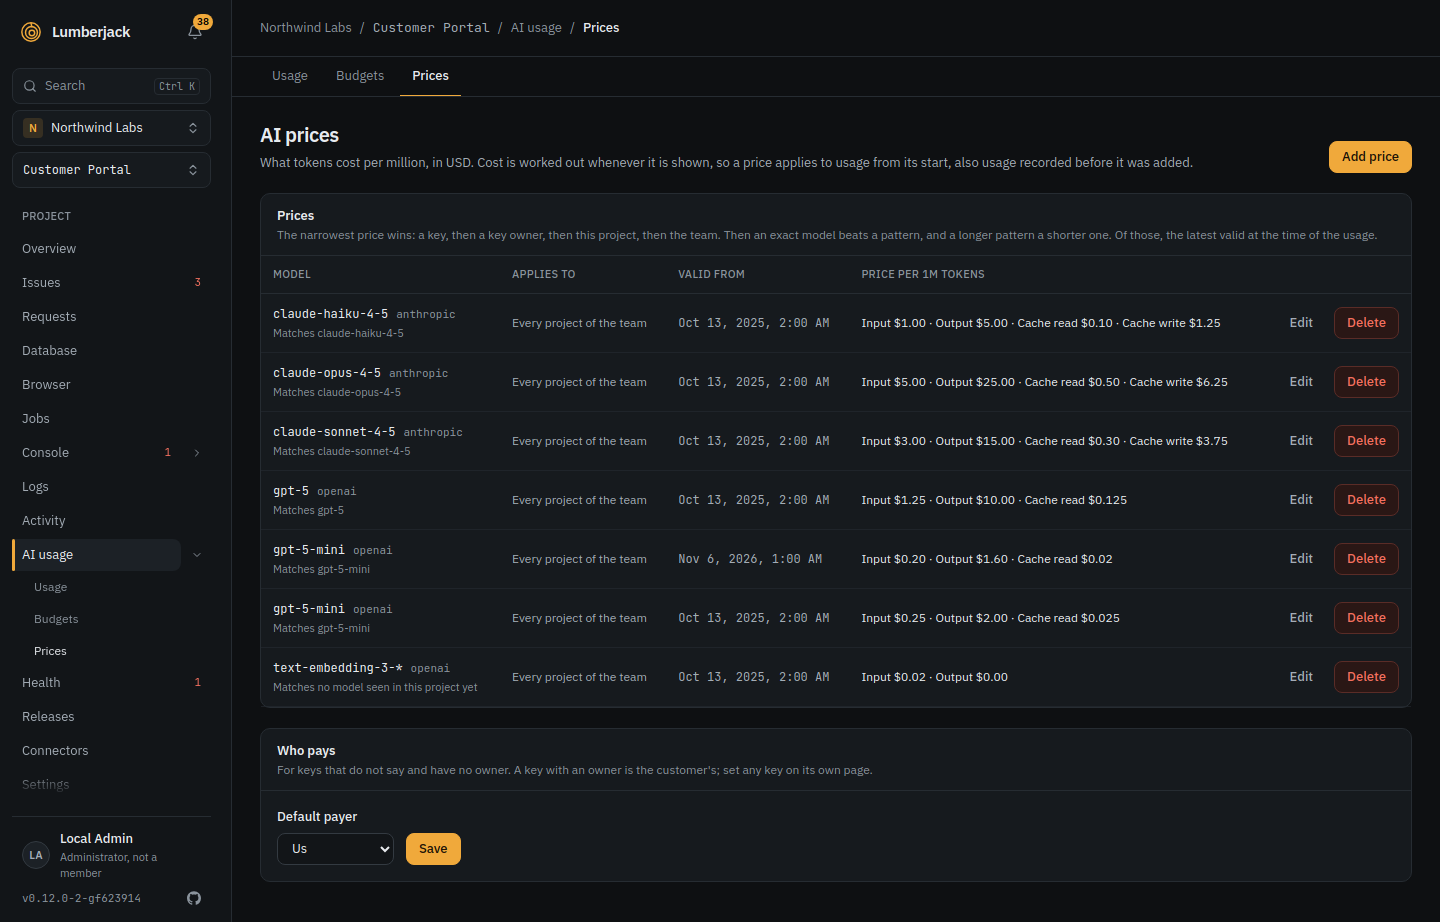 Lumberjack
38
Search
Ctrl K
N
Northwind Labs
Customer Portal
PROJECT
Overview
Issues
3
Requests
Database
Browser
Jobs
Console
1
Logs
Activity
AI usage
Usage
Budgets
Prices
Health
1
Releases
Connectors
Settings
LA
Local Admin
Administrator, not a
member
v0.12.0-2-gf623914
Northwind Labs / Customer Portal / AI usage / Prices
Usage
Budgets
Prices
AI prices
What tokens cost per million, in USD. Cost is worked out whenever it is shown, so a price applies to usage from its start, also usage recorded before it was added.
Add price
Prices
The narrowest price wins: a key, then a key owner, then this project, then the team. Then an exact model beats a pattern, and a longer pattern a shorter one. Of those, the latest valid at the time of the usage.
MODEL APPLIES TO VALID FROM PRICE PER 1M TOKENS
claude-haiku-4-5 anthropic
Matches claude-haiku-4-5
Every project of the team
Oct 13, 2025, 2:00 AM
Input $1.00 · Output $5.00 · Cache read $0.10 · Cache write $1.25
Edit
Delete
claude-opus-4-5 anthropic
Matches claude-opus-4-5
Every project of the team
Oct 13, 2025, 2:00 AM
Input $5.00 · Output $25.00 · Cache read $0.50 · Cache write $6.25
Edit
Delete
claude-sonnet-4-5 anthropic
Matches claude-sonnet-4-5
Every project of the team
Oct 13, 2025, 2:00 AM
Input $3.00 · Output $15.00 · Cache read $0.30 · Cache write $3.75
Edit
Delete
gpt-5 openai
Matches gpt-5
Every project of the team
Oct 13, 2025, 2:00 AM
Input $1.25 · Output $10.00 · Cache read $0.125
Edit
Delete
gpt-5-mini openai
Matches gpt-5-mini
Every project of the team
Nov 6, 2026, 1:00 AM
Input $0.20 · Output $1.60 · Cache read $0.02
Edit
Delete
gpt-5-mini openai
Matches gpt-5-mini
Every project of the team
Oct 13, 2025, 2:00 AM
Input $0.25 · Output $2.00 · Cache read $0.025
Edit
Delete
text-embedding-3-* openai
Matches no model seen in this project yet
Every project of the team
Oct 13, 2025, 2:00 AM
Input $0.02 · Output $0.00
Edit
Delete
Who pays
For keys that do not say and have no owner. A key with an owner is the customer's; set any key on its own page.
Default payer
Us
Save